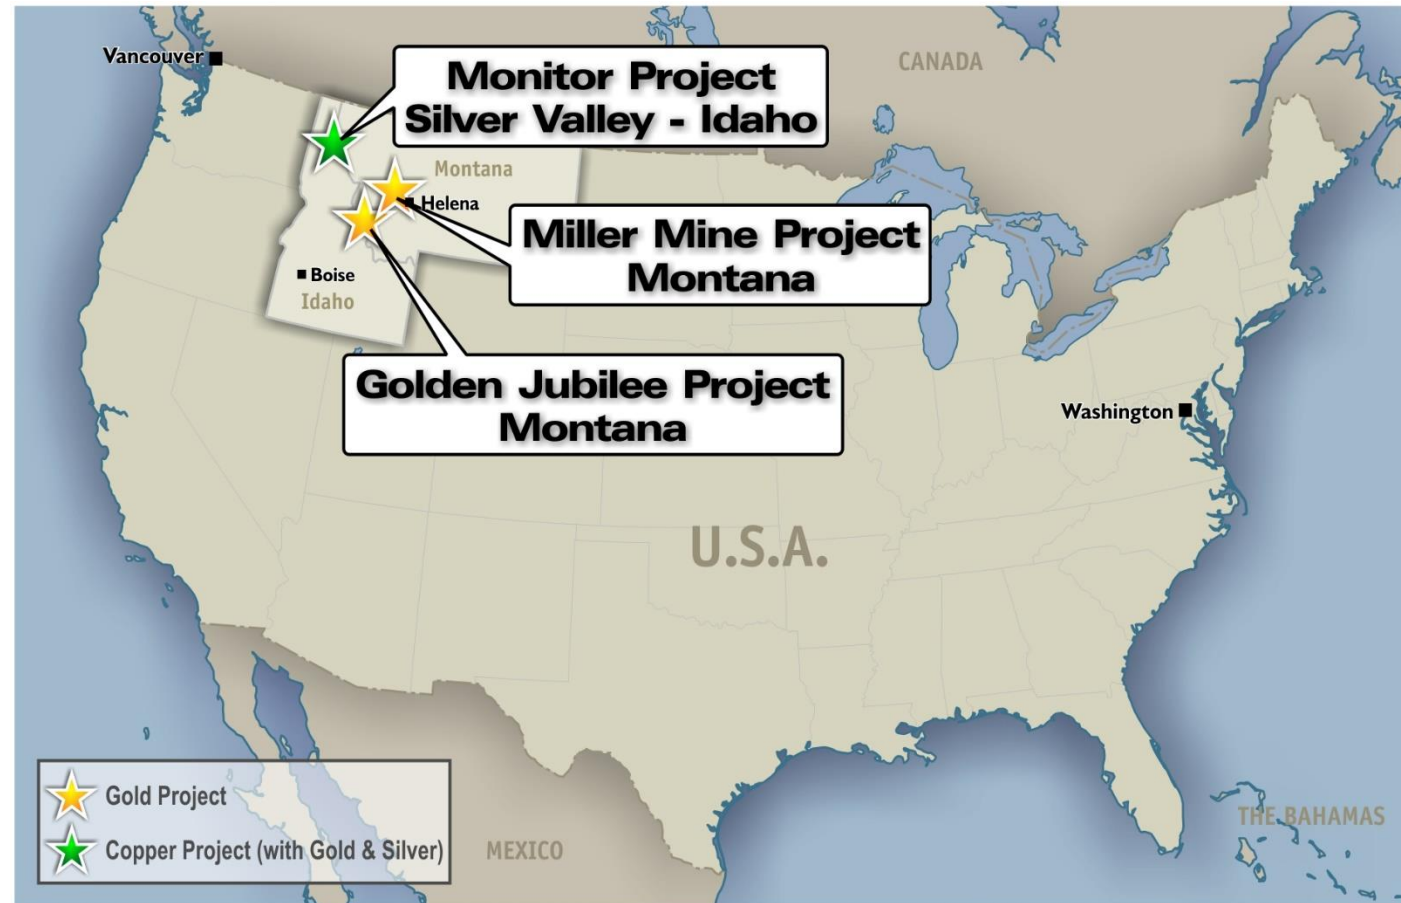 Vancouver
CANADA
Monitor Project
Silver Valley - Idaho
Montana
Helena
Miller Mine Project
Montana
Boise
Idaho
Golden Jubilee Project
Montana
Washington
U.S.A.
Gold Project
Copper Project (with Gold & Silver)
MEXICO
THE BAHAMAS